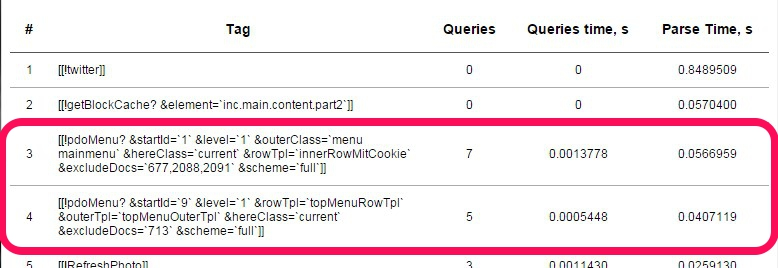 # Tag Queries Queries time, s Parse Time, s
1 [[!twitter]] 0 0 0.8489509
2 [[!getBlockCache? &element=`inc.main.content.part2`]] 0 0 0.0570400
[[!pdoMenu? &startId=`1` &level=`1` &outerClass=`menu
3 mainmenu` &hereClass=`current` &rowTpl=`innerRowMitCookie` 7 0.0013778 0.0566959
&excludeDocs=`677,2088,2091` &scheme=`full`]]
[[!pdoMenu? &startId=`9` &level=`1` &rowTpl=`topMenuRowTpl`
4 &outerTpl=`topMenuOuterTpl` &hereClass=`current` 5 0.0005448 0.0407119
&excludeDocs=`713` &scheme=`full`]]
5 [[!RefreshPhoto]] 3 0.0011430 0.0259130